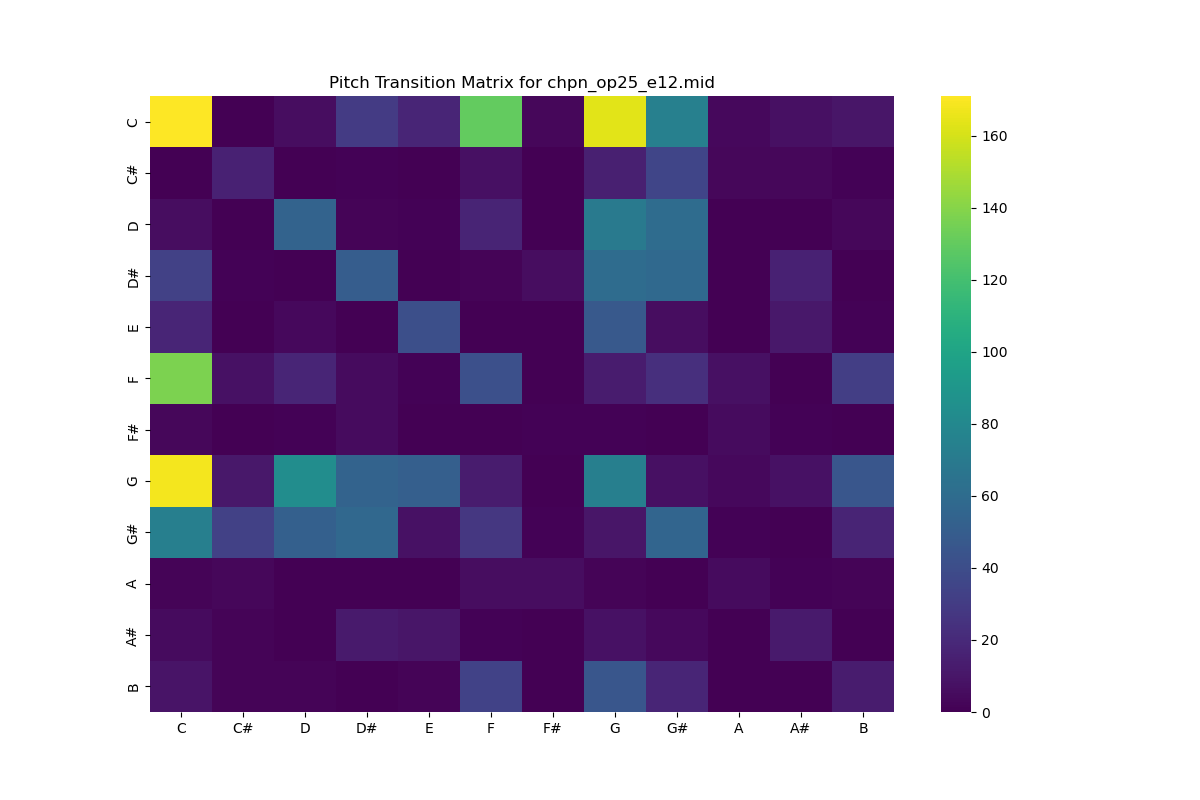 Pitch Transition Matrix for chpn_op25_e12.mid
C
C#
D
D#
E
F
F#
G
G#
A
A#
B
C C# D D# E F F# G G# A A# B
160
140
120
100
80
60
40
20
0